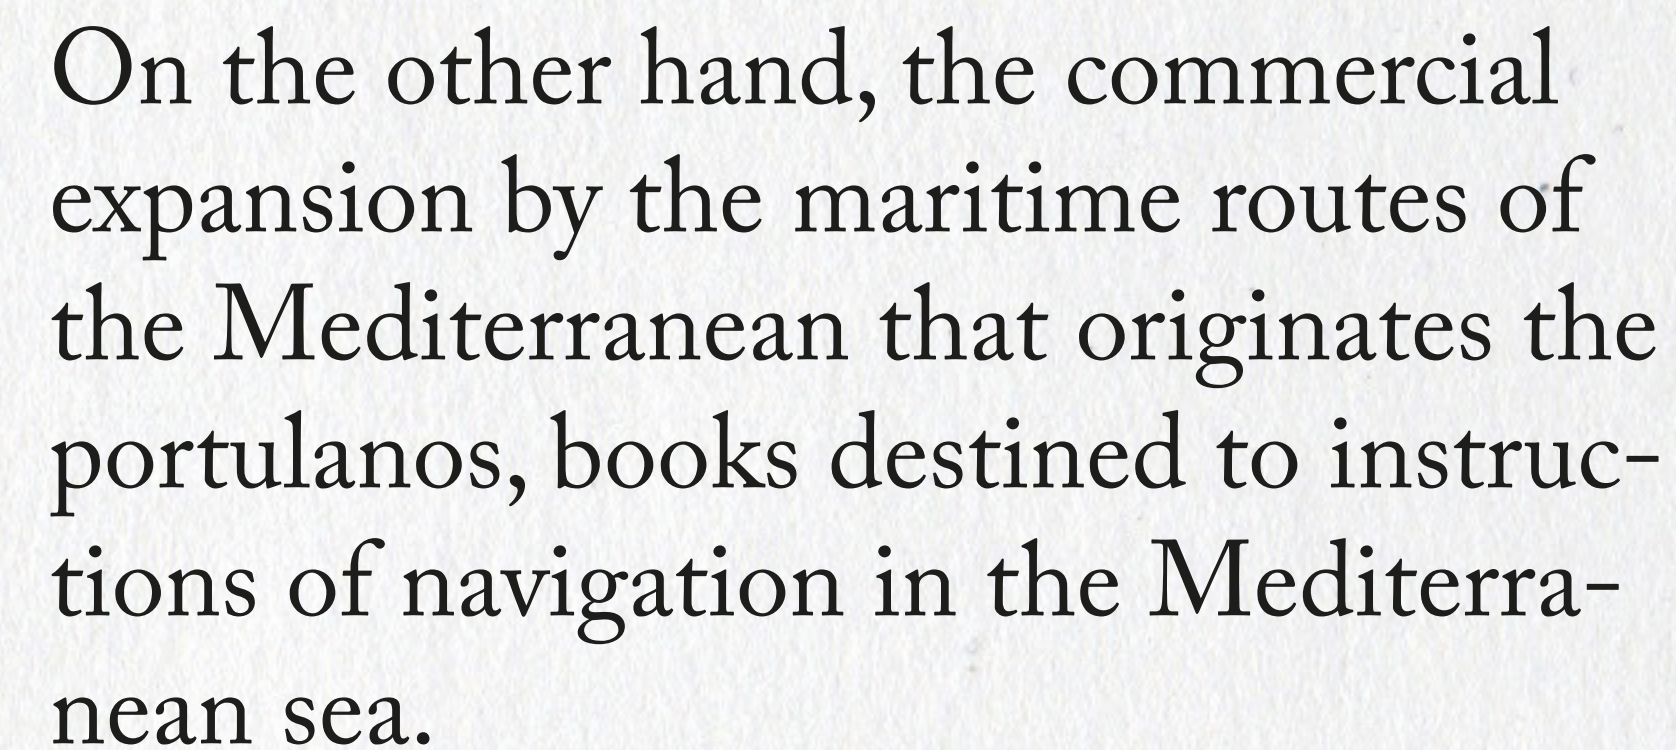 On the other hand, the commercial
expansion by the maritime routes of
the Mediterranean that originates the
portulanos, books destined to instruc-
tions of navigation in the Mediterra-
nean sea.